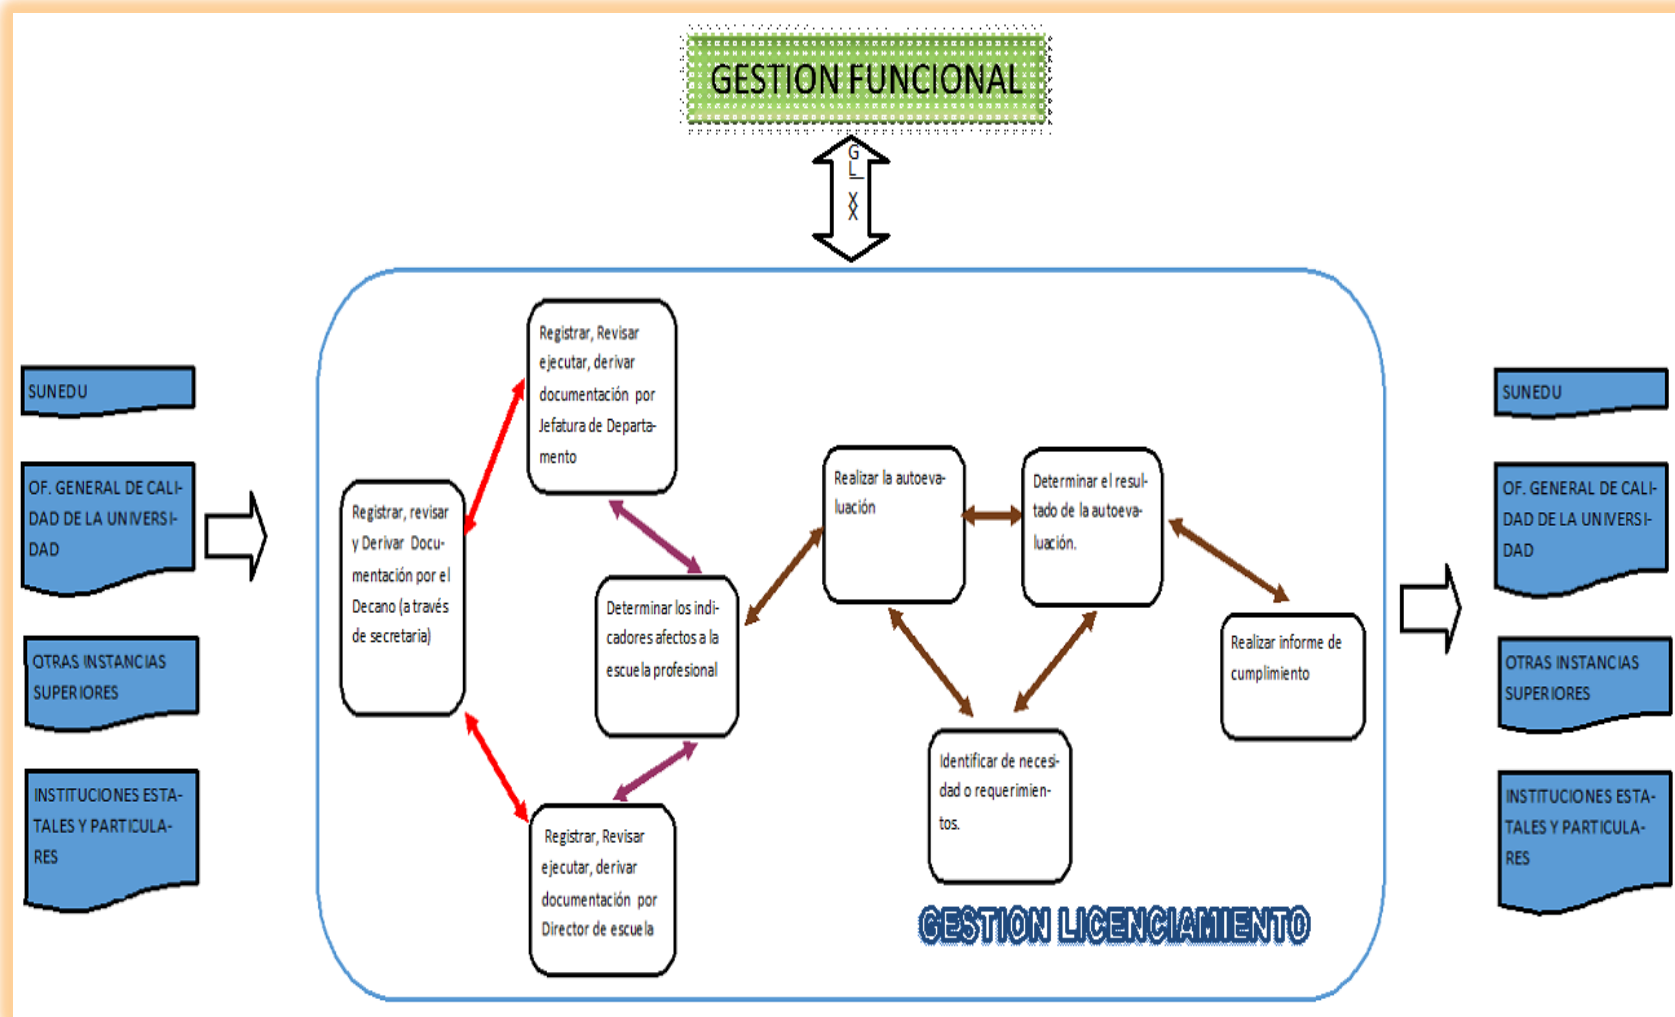 GESTION FUNCIONAL
G
L_
XX
SUNEDU
OF. GENERAL DE CALI-
DAD DE LA UNIVERSI-
DAD
OTRAS INSTANCIAS
SUPERIORES
INSTITUCIONES ESTA-
TALES Y PARTICULA-
RES
Registrar, revisar
y Derivar Docu-
mentación por el
Decano (a través
de secretaria)
Registrar, Revisar
ejecutar, derivar
documentación por
Jefatura de Departa-
mento
Determinar los indi-
cadores afectos a la
escuela profesional
Registrar, Revisar
ejecutar, derivar
documentación por
Director de escuela
Realizar la autoeva-
luación
Determinar el resul-
tado de la autoeva-
luación.
Identificar de necesi-
dad o requerimien-
tos.
Realizar informe de
cumplimiento
GESTION LICENCIAMIENTO
SUNEDU
OF. GENERAL DE CALI-
DAD DE LA UNIVERSI-
DAD
OTRAS INSTANCIAS
SUPERIORES
INSTITUCIONES ESTA-
TALES Y PARTICULA-
RES